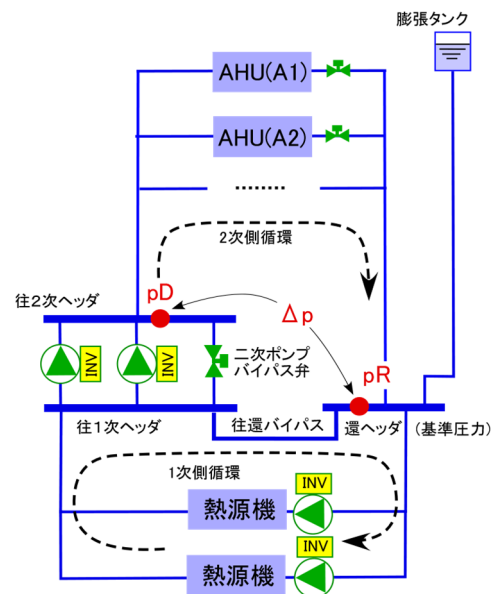 膨張タンク
AHU(A1)
AHU(A2)
2次側循環
pD
往2次ヘッダ
Δp
INV
INV
二次ポンプ
バイパス弁
pR
往1次ヘッダ
往還バイパス
還ヘッダ
(基準圧力)
1次側循環
INV
熱源機
INV
熱源機